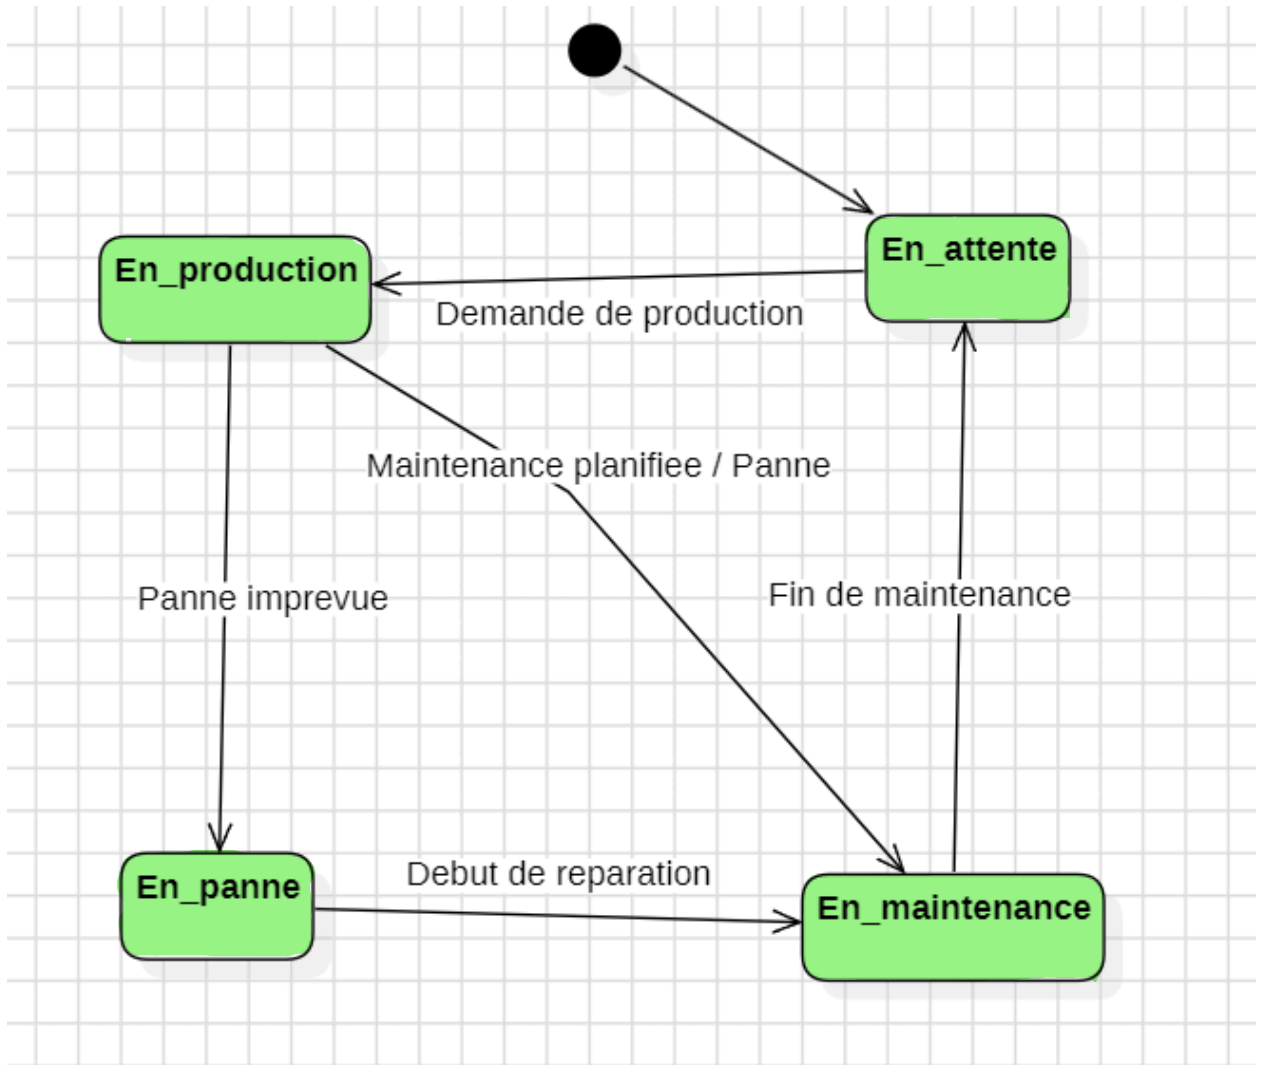 En_attente
En_production
Demande de production
Maintenance planifiee / Panne
Panne imprevue
Fin de maintenance
En_panne
Debut de reparation
En_maintenance